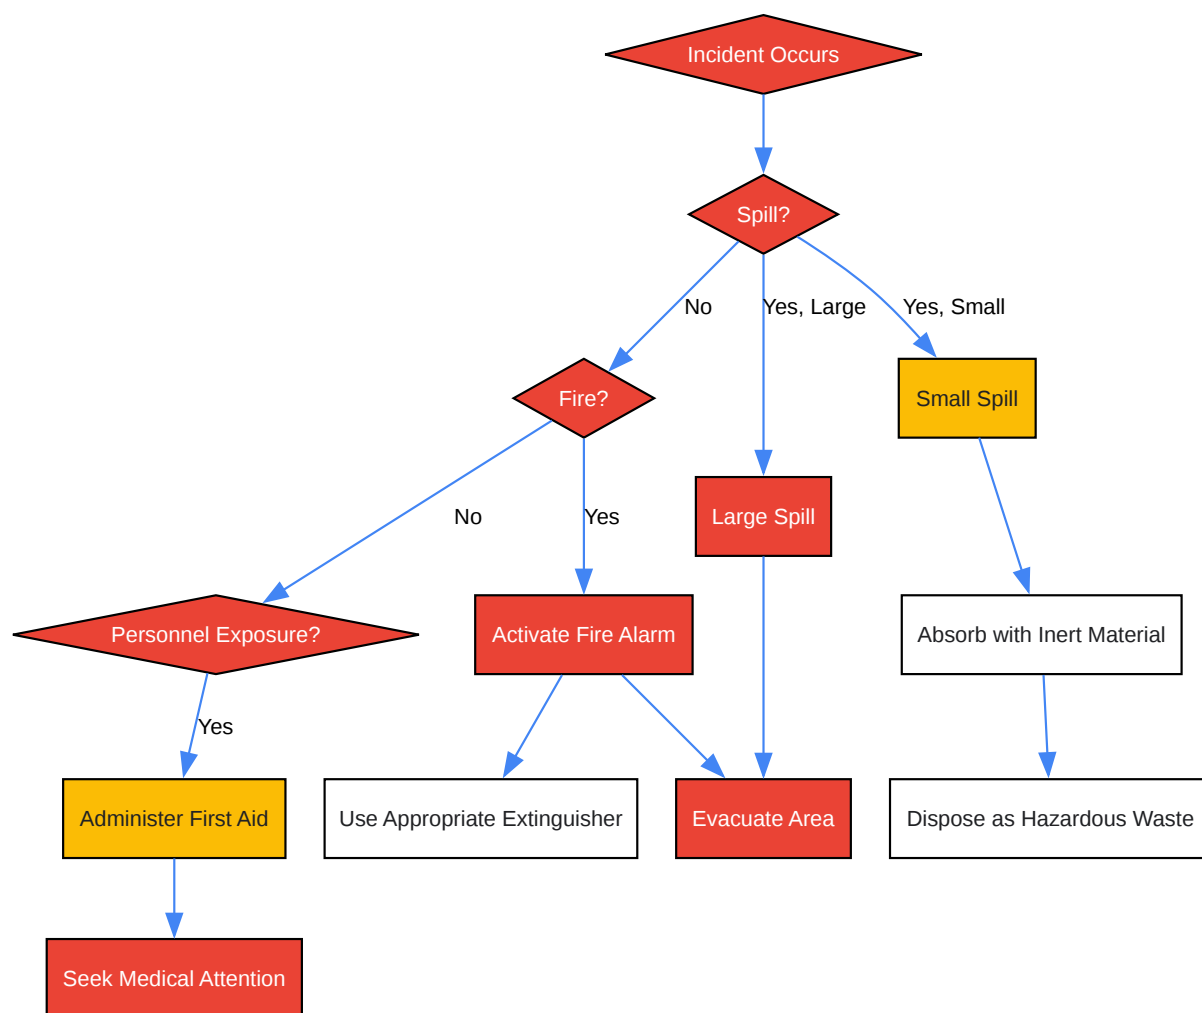 Incident Occurs
Spill?
No
Yes, Large
Yes, Small
Fire?
Small Spill
No
Yes
Large Spill
Personnel Exposure?
Activate Fire Alarm
Absorb with Inert Material
Yes
Administer First Aid
Use Appropriate Extinguisher
Evacuate Area
Dispose as Hazardous Waste
Seek Medical Attention